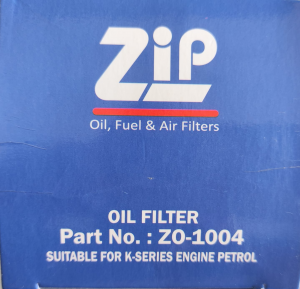 Zip
Oil, Fuel & Air Filters
OIL FILTER
Part No. : ZO-1004
SUITABLE FOR K-SERIES ENGINE PETROL